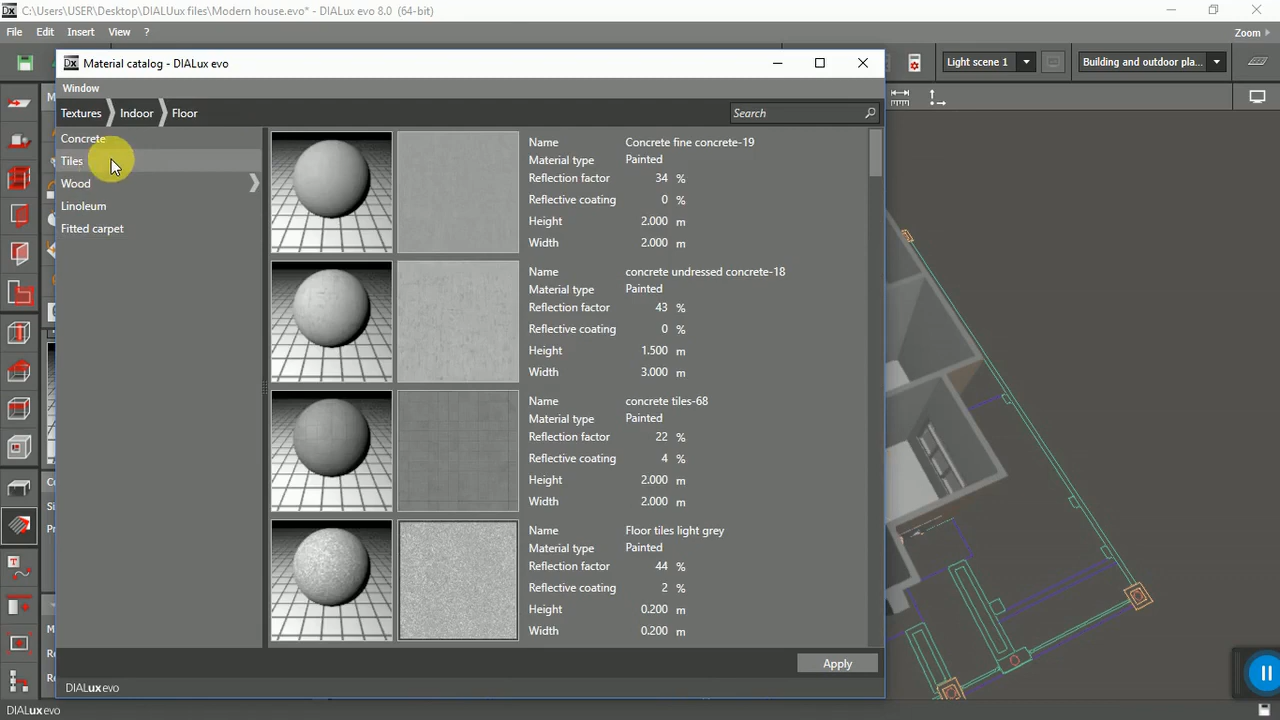 C:\Users\USER\Desktop\DIALUux files\Modern house.evo* - DIALux evo 8.0 (64-bit)
File Edit Insert View ?
Zoom
Light scene 1
Building and outdoor pla...
Material catalog - DIALux evo
Window
Textures Indoor Floor
Search
Concrete
Tiles
Wood
Linoleum
Fitted carpet
Name Concrete fine concrete-19
Material type Painted
Reflection factor 34 %
Reflective coating 0 %
Height 2.000 m
Width 2.000 m
Name concrete undressed concrete-18
Material type Painted
Reflection factor 43 %
Reflective coating 0 %
Height 1.500 m
Width 3.000 m
Name concrete tiles-68
Material type Painted
Reflection factor 22 %
Reflective coating 4 %
Height 2.000 m
Width 2.000 m
Name Floor tiles light grey
Material type Painted
Reflection factor 44 %
Reflective coating 2 %
Height 0.200 m
Width 0.200 m
Apply
DIALux evo
DIALux evo